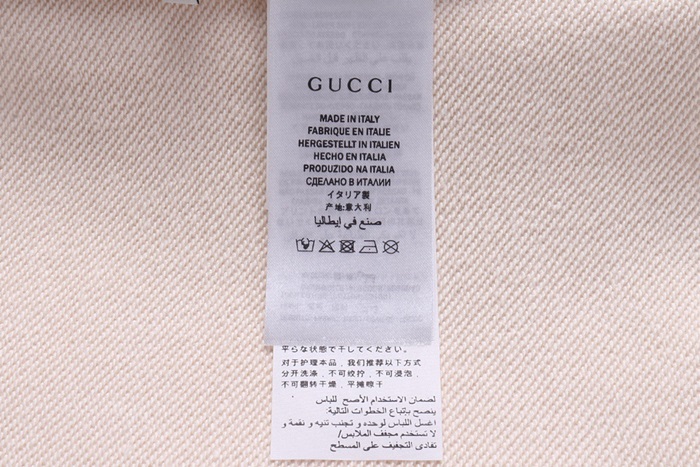 GUCCI
MADE IN ITALY
FABRIQUE EN ITALIE
HERGESTELLT IN ITALIEN
HECHO EN ITALIA
PRODUZIDO NA ITALIA
СДЕЛАНО В ИТАЛИИ
イタリア製
产地:意大利
صنع في إيطاليا
平らな状態で干してください。
对于护理本品，我们推荐以下方式
分开洗涤，不可绞拧，不可浸泡，
不可翻转干燥，平摊晾干
لضمان الاستخدام الأصح للباس
ينصح بإتباع الخطوات التالية:
اغسل اللباس لوحده و تجنب تنيه و نقعه و
لا تستخدم مجفف الملابس/
تفادى التجفيف على المسطح